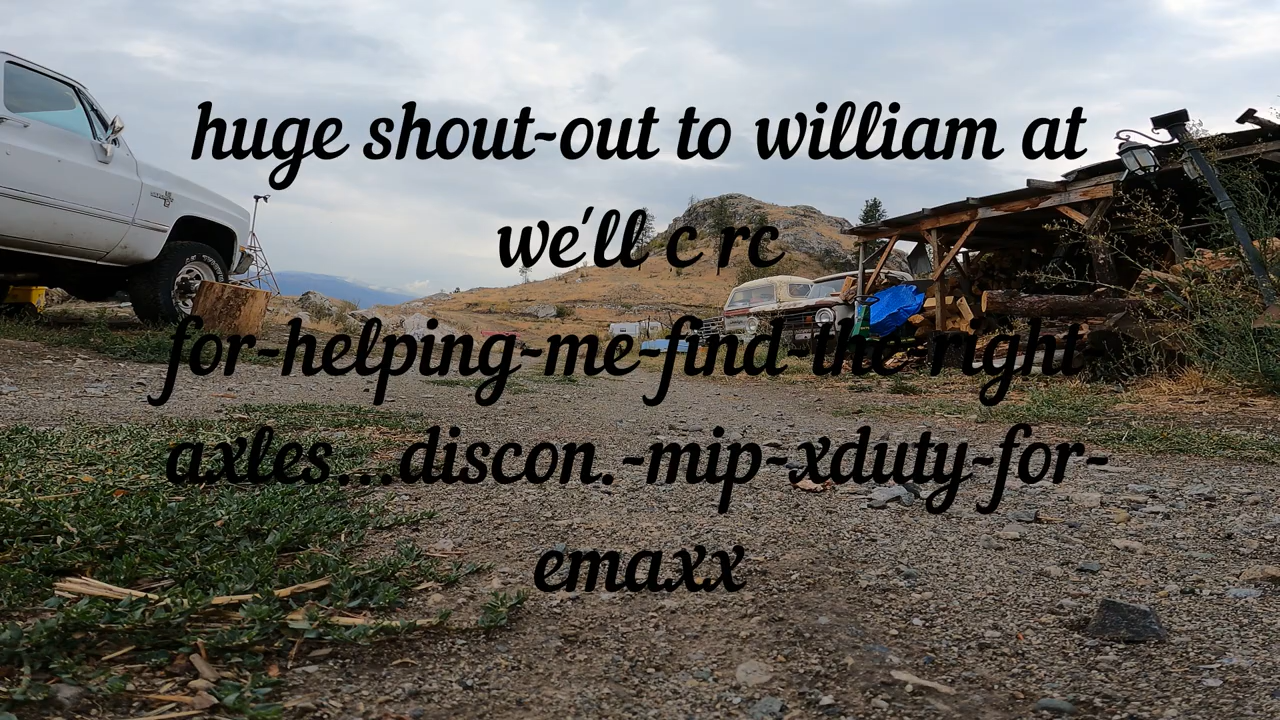 huge shout-out to william at
we'll c rc
for-helping-me-find-the-right-
axles...discon.-mip-xduty-for-
emaxx